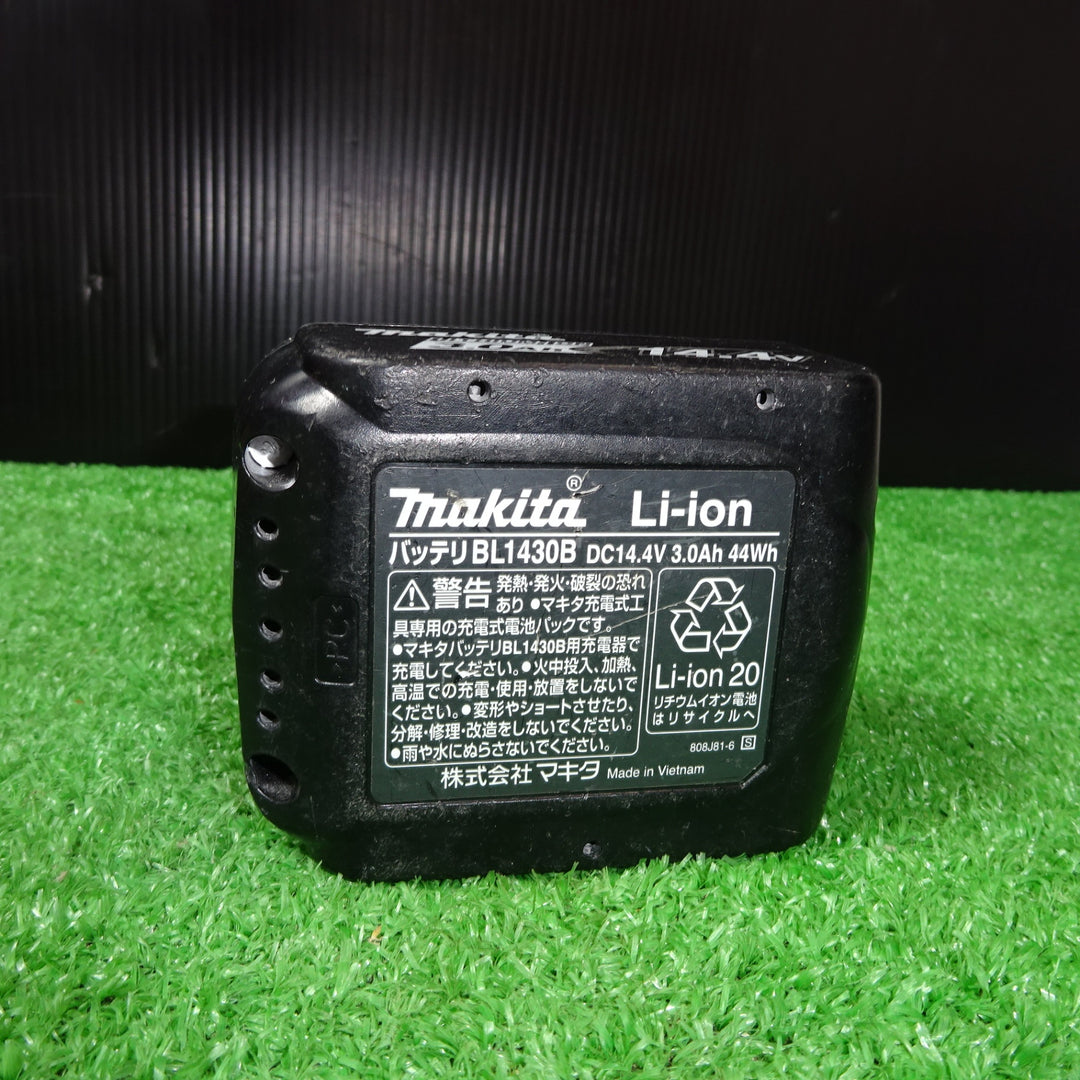 makita
14.4V
makita® Li-ion
バッテリ BL1430B DC14.4V 3.0Ah 44Wh
警告 発熱・発火・破裂の恐れ
あり ●マキタ充電式工
具専用の充電式電池パックです。
●マキタバッテリBL1430B用充電器で
充電してください。●火中投入、加熱、
高温での充電・使用・放置をしないで
ください。●変形やショートさせたり、
分解・修理・改造をしないでください。
●雨や水にぬらさないでください。
Li-ion 20
リチウムイオン電池
はリサイクルへ
808J81-6 S
株式会社 マキタ Made in Vietnam